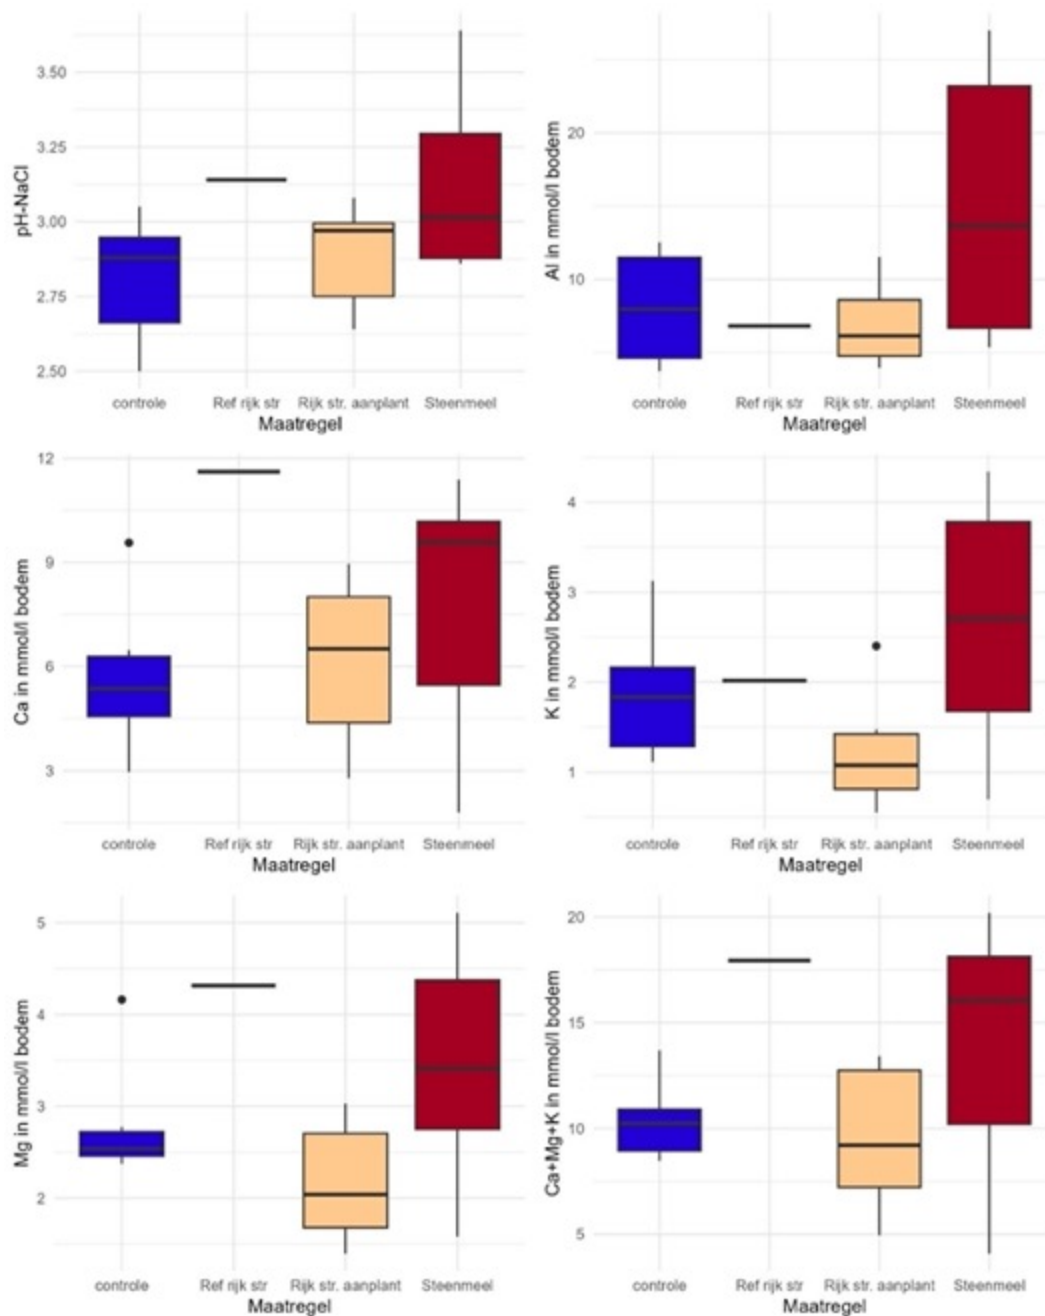 pH-NaCl
3.50
3.25
3.00
2.75
2.50
controle Ref rijk str Rijk str. aanplant Steenmeel
Maatregel
Al in mmol/l bodem
20
10
controle Ref rijk str Rijk str. aanplant Steenmeel
Maatregel
Ca in mmol/l bodem
12
9
6
3
controle Ref rijk str Rijk str. aanplant Steenmeel
Maatregel
K in mmol/l bodem
4
3
2
1
controle Ref rijk str Rijk str. aanplant Steenmeel
Maatregel
Mg in mmol/l bodem
5
4
3
2
controle Ref rijk str Rijk str. aanplant Steenmeel
Maatregel
Ca+Mg+K in mmol/l bodem
20
15
10
5
controle Ref rijk str Rijk str. aanplant Steenmeel
Maatregel